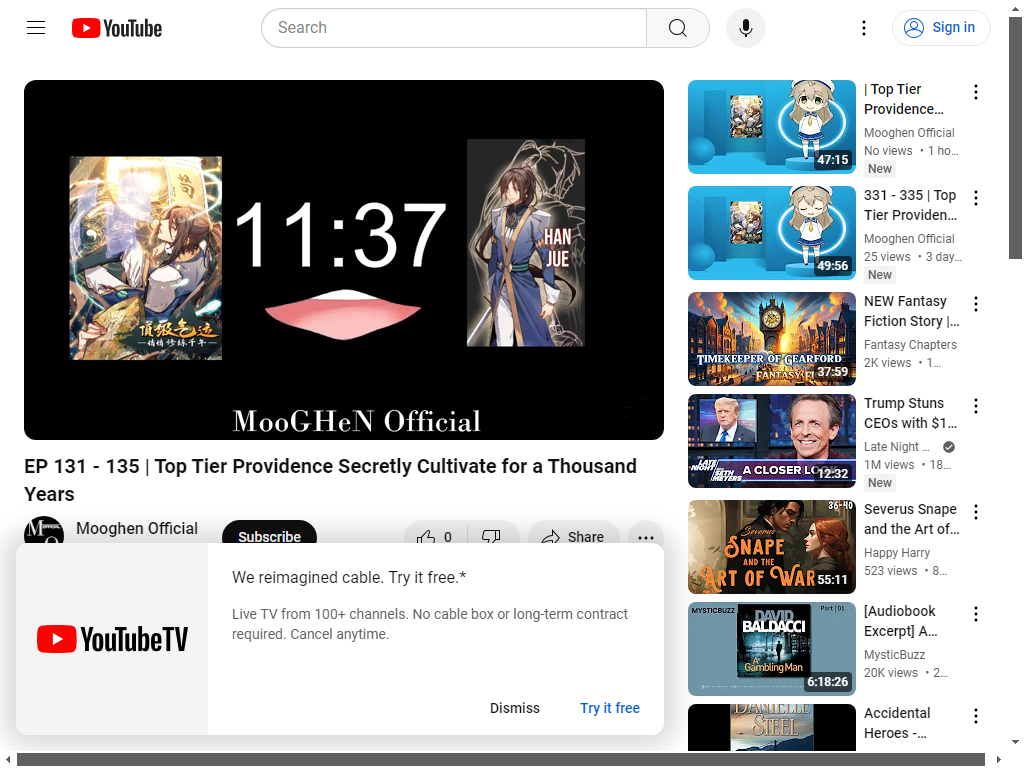 YouTube
Search
Sign in
11:37
HAN
JUE
MooGHeN Official
EP 131 - 135 | Top Tier Providence Secretly Cultivate for a Thousand
Years
Mooghen Official
Subscribe
0
Share
YouTubeTV
We reimagined cable. Try it free.*
Live TV from 100+ channels. No cable box or long-term contract
required. Cancel anytime.
Dismiss
Try it free
47:15
| Top Tier
Providence…
Mooghen Official
No views • 1 ho…
New
49:56
331 - 335 | Top
Tier Providen…
Mooghen Official
25 views • 3 day…
New
TIMEKEEPER OF GEARFORD
37:59
NEW Fantasy
Fiction Story |…
Fantasy Chapters
2K views • 1…
LATE NIGHT
SETH MEYERS
A CLOSER
12:32
Trump Stuns
CEOs with $1…
Late Night …
1M views • 18…
New
36-40
Severus
SNAPE
AND THE
ART OF WAR
55:11
Severus Snape
and the Art of…
Happy Harry
523 views • 8…
MYSTICBUZZ
Part | 01
DAVID
BALDACCI
A
Gambling Man
6:18:26
[Audiobook
Excerpt] A…
MysticBuzz
20K views • 2…
DANIELLE
STEEL
Accidental
Heroes -…